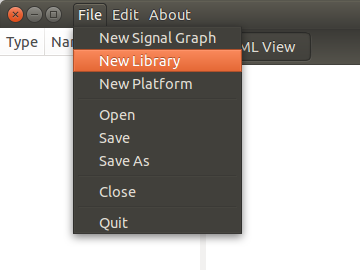 File Edit About
Type
New Signal Graph
New Library
ML View
New Platform
Open
Save
Save As
Close
Quit